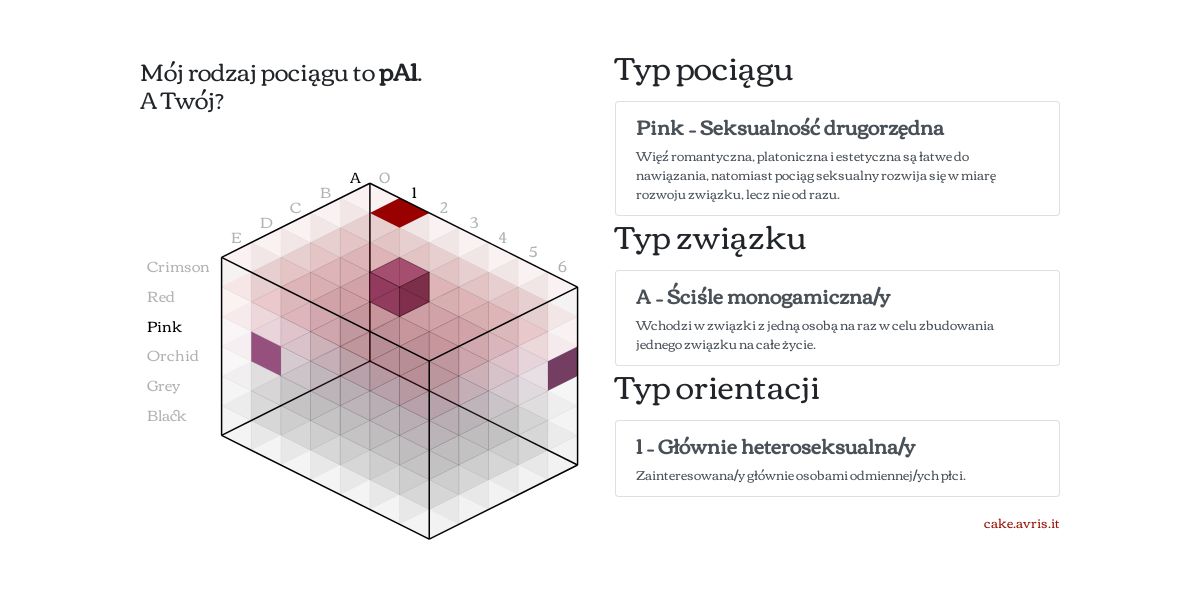 Mój rodzaj pociągu to pA1.
A Twój?
A
O
B
1
C
2
D
3
E
4
5
6
Crimson
Red
Pink
Orchid
Grey
Black
Typ pociągu
Pink - Seksualność drugorzędna
Więź romantyczna, platoniczna i estetyczna są łatwe do
nawiązania, natomiast pociąg seksualny rozwija się w miarę
rozwoju związku, lecz nie od razu.
Typ związku
A - Ściśle monogamiczna/y
Wchodzi w związki z jedną osobą na raz w celu zbudowania
jednego związku na całe życie.
Typ orientacji
1 - Głównie heteroseksualna/y
Zainteresowana/y głównie osobami odmiennej/ych płci.
cake.avris.it